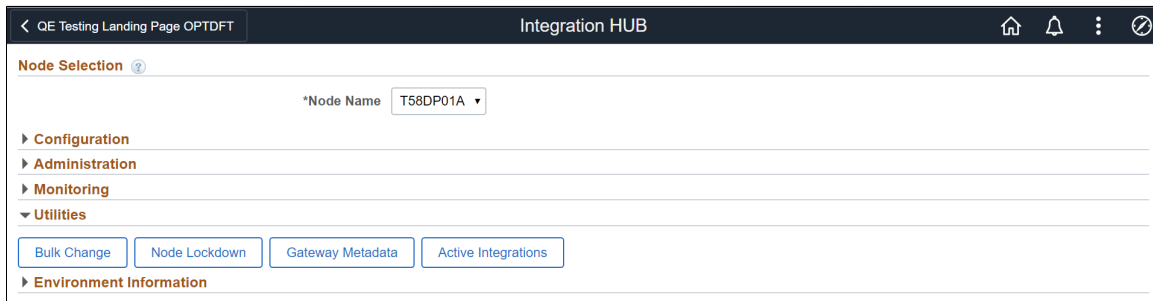 QE Testing Landing Page OPTDFT Integration HUB
Node Selection ?
*Node Name T58DP01A
Configuration
Administration
Monitoring
Utilities
Bulk Change Node Lockdown Gateway Metadata Active Integrations
Environment Information